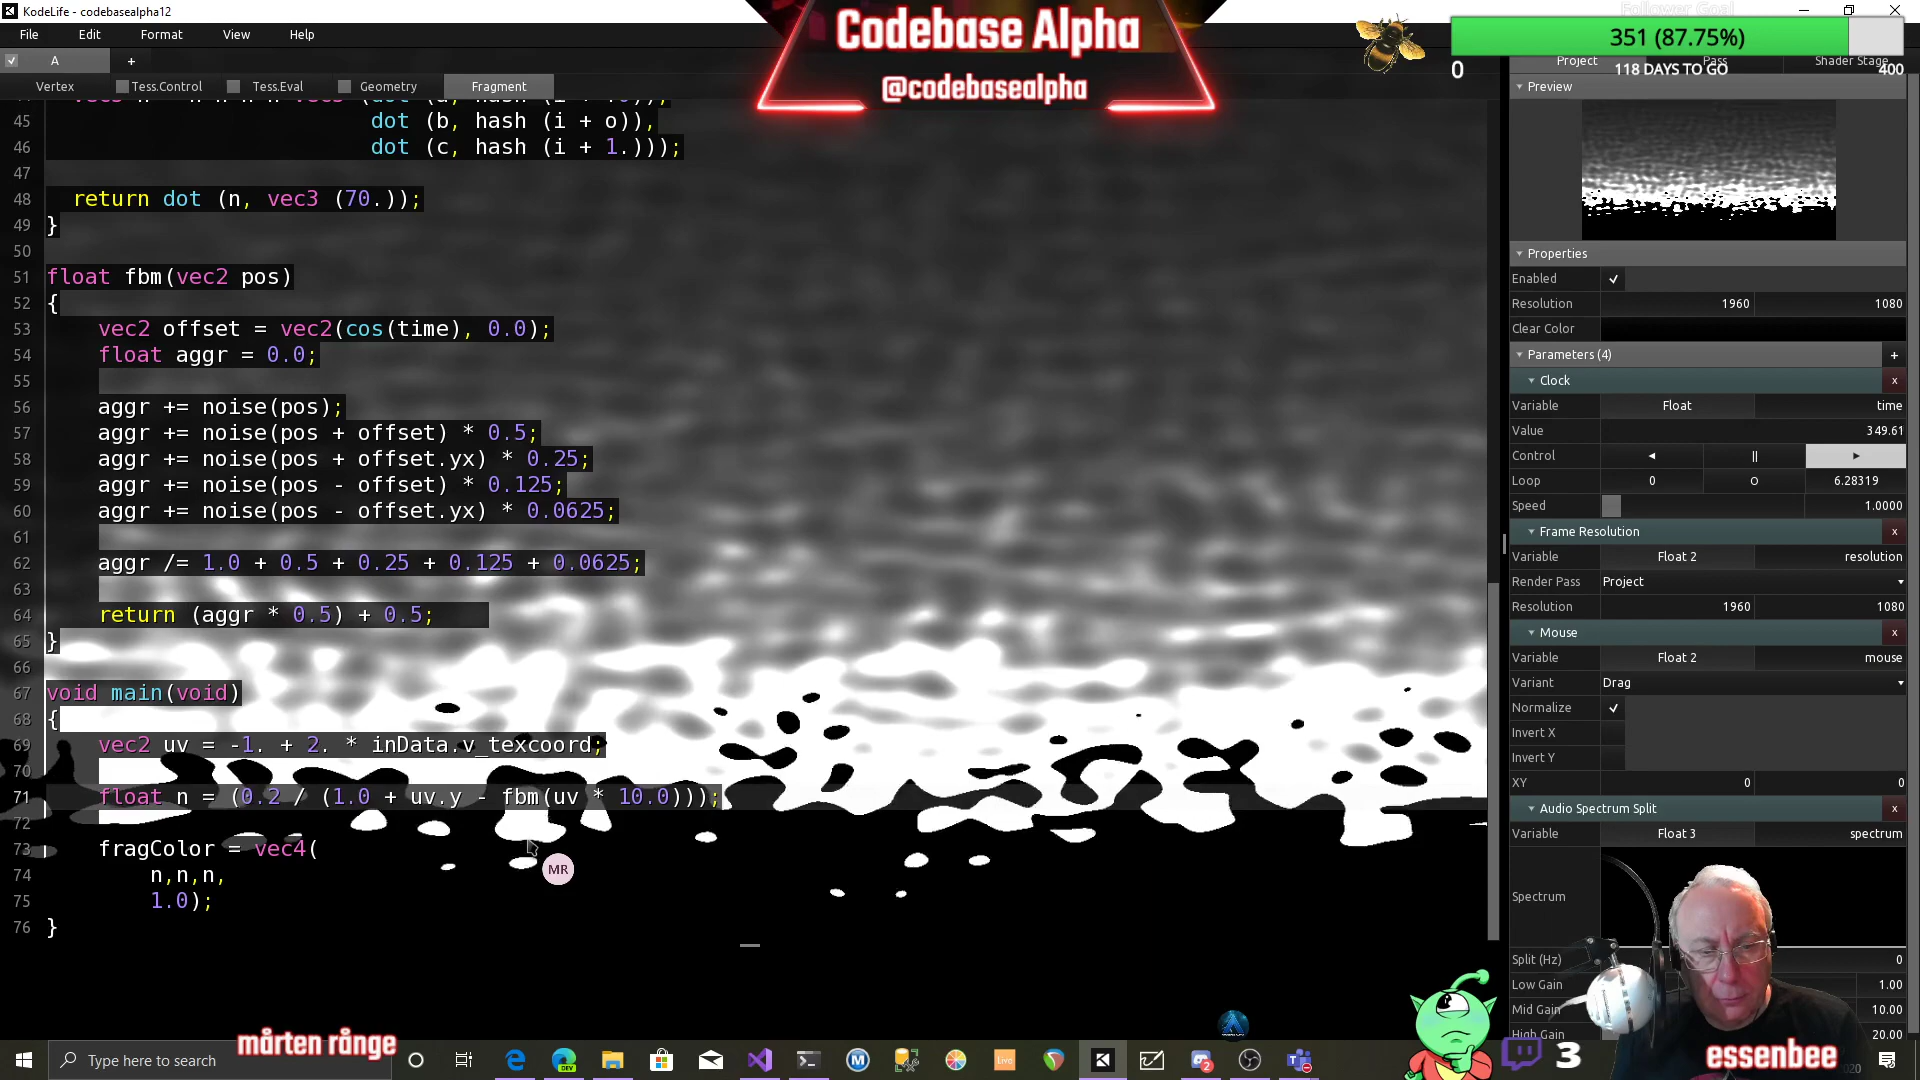 KodeLife - codebasealpha12
File Edit Format View Help
A +
Vertex Tess.Control Tess.Eval Geometry Fragment
Codebase Alpha
@codebasealpha
Follower Goal
351 (87.75%)
0 118 DAYS TO GO 400
Project Pass Shader Stage
45 dot (b, hash (i + o)),
46 dot (c, hash (i + 1.)));
47
48 return dot (n, vec3 (70.));
49 }
50
51 float fbm(vec2 pos)
52 {
53 vec2 offset = vec2(cos(time), 0.0);
54 float aggr = 0.0;
55
56 aggr += noise(pos);
57 aggr += noise(pos + offset) * 0.5;
58 aggr += noise(pos + offset.yx) * 0.25;
59 aggr += noise(pos - offset) * 0.125;
60 aggr += noise(pos - offset.yx) * 0.0625;
61
62 aggr /= 1.0 + 0.5 + 0.25 + 0.125 + 0.0625;
63
64 return (aggr * 0.5) + 0.5;
65 }
66
67 void main(void)
68 {
69 vec2 uv = -1. + 2. * inData.v_texcoord;
70
71 float n = (0.2 / (1.0 + uv.y - fbm(uv * 10.0)));
72
73 fragColor = vec4(
74 n,n,n,
75 1.0);
76 }
MR
Preview
Properties
Enabled
Resolution 1960 1080
Clear Color
Parameters (4) +
Clock x
Variable Float time
Value 349.61
Control
Loop 0 O 6.28319
Speed 1.0000
Frame Resolution x
Variable Float 2 resolution
Render Pass Project
Resolution 1960 1080
Mouse x
Variable Float 2 mouse
Variant Drag
Normalize
Invert X
Invert Y
XY 0 0
Audio Spectrum Split x
Variable Float 3 spectrum
Spectrum
Split (Hz) 0
Low Gain 1.00
Mid Gain 10.00
High Gain 20.00
mårten rånge
essenbee
3
Type here to search